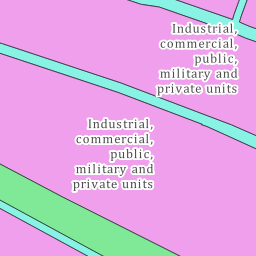 Industrial,
commercial,
public,
military and
private units
Industrial,
commercial,
public,
military and
private units